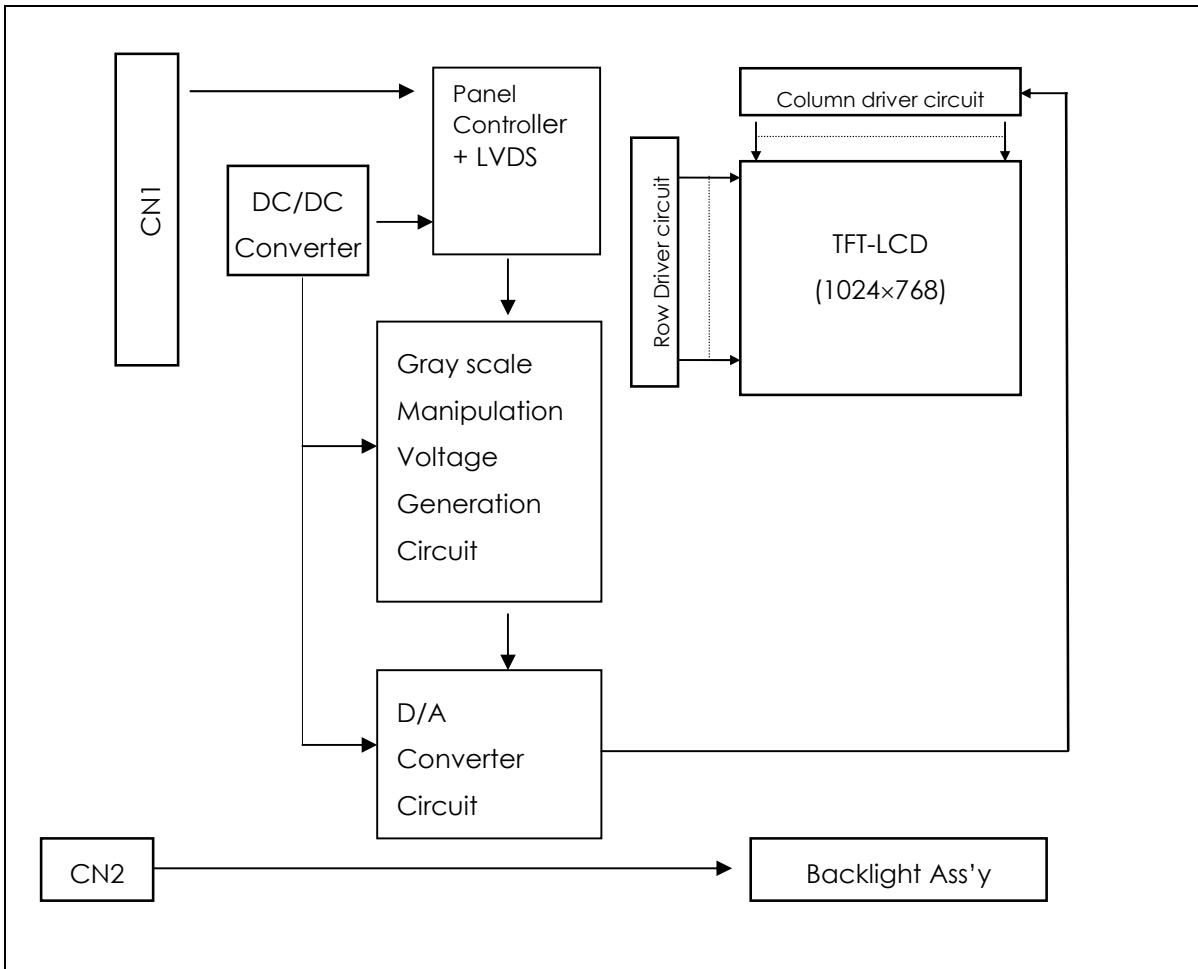 CN1
Panel
Controller
+ LVDS
DC/DC
Converter
Column driver circuit
Row Driver circuit
TFT-LCD
(1024×768)
Gray scale
Manipulation
Voltage
Generation
Circuit
D/A
Converter
Circuit
CN2
Backlight Ass’y